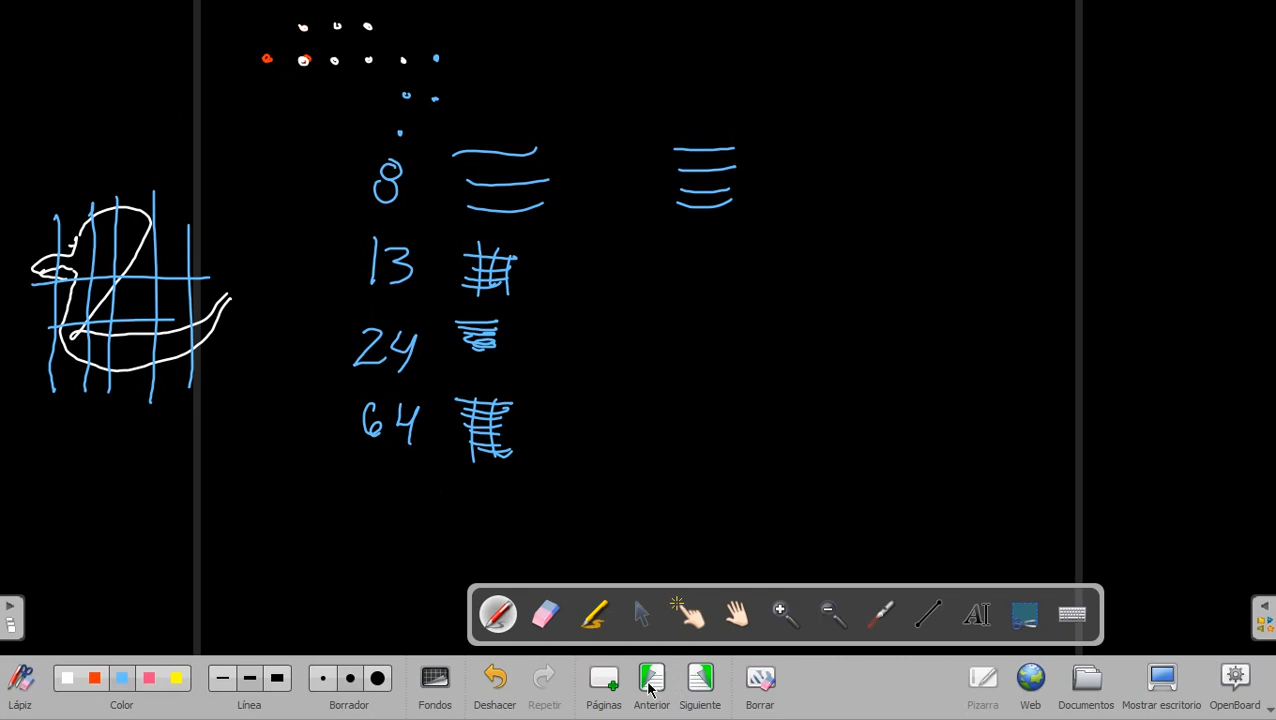 8
13
24
64
AI
Lápiz
Color
Línea
Borrador
Fondos
Deshacer
Repetir
Páginas
Anterior
Siguiente
Borrar
Pizarra
Web
Documentos
Mostrar escritorio
OpenBoard